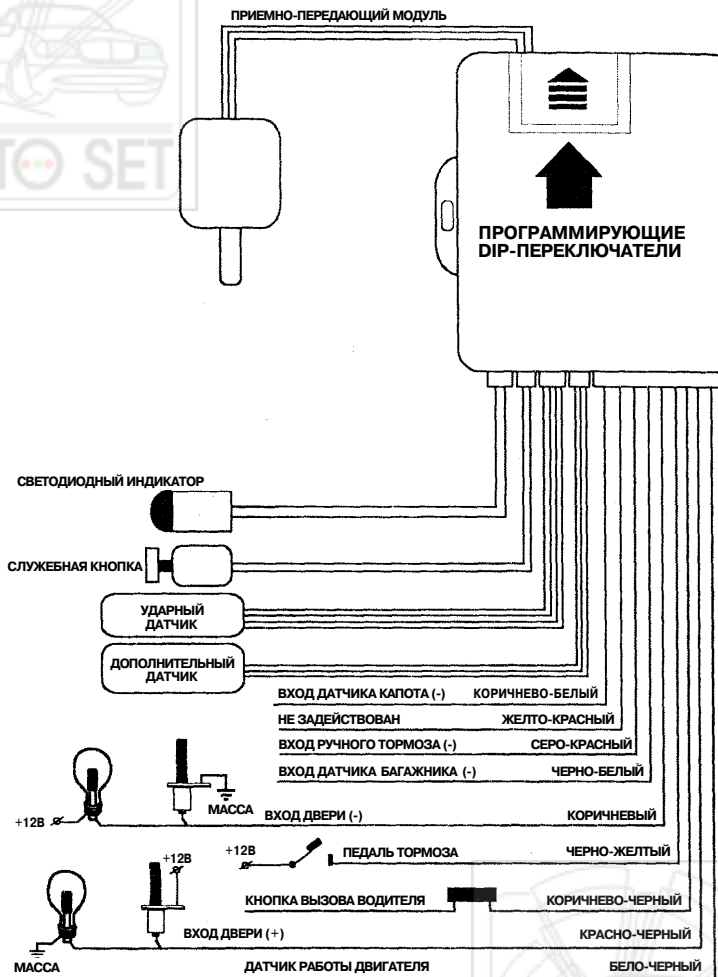 ПРИЕМНО-ПЕРЕДАЮЩИЙ МОДУЛЬ
TO SET
ПРОГРАММИРУЮЩИЕ
DIP-ПЕРЕКЛЮЧАТЕЛИ
СВЕТОДИОДНЫЙ ИНДИКАТОР
СЛУЖЕБНАЯ КНОПКА
УДАРНЫЙ
ДАТЧИК
ДОПОЛНИТЕЛЬНЫЙ
ДАТЧИК
ВХОД ДАТЧИКА КАПОТА (-) КОРИЧНЕВО-БЕЛЫЙ
НЕ ЗАДЕЙСТВОВАН ЖЕЛТО-КРАСНЫЙ
ВХОД РУЧНОГО ТОРМОЗА (-) СЕРО-КРАСНЫЙ
ВХОД ДАТЧИКА БАГАЖНИКА (-) ЧЕРНО-БЕЛЫЙ
МАССА
+12В ВХОД ДВЕРИ (-) КОРИЧНЕВЫЙ
+12В +12В ПЕДАЛЬ ТОРМОЗА ЧЕРНО-ЖЕЛТЫЙ
КНОПКА ВЫЗОВА ВОДИТЕЛЯ КОРИЧНЕВО-ЧЕРНЫЙ
ВХОД ДВЕРИ (+) КРАСНО-ЧЕРНЫЙ
МАССА ДАТЧИК РАБОТЫ ДВИГАТЕЛЯ БЕЛО-ЧЕРНЫЙ